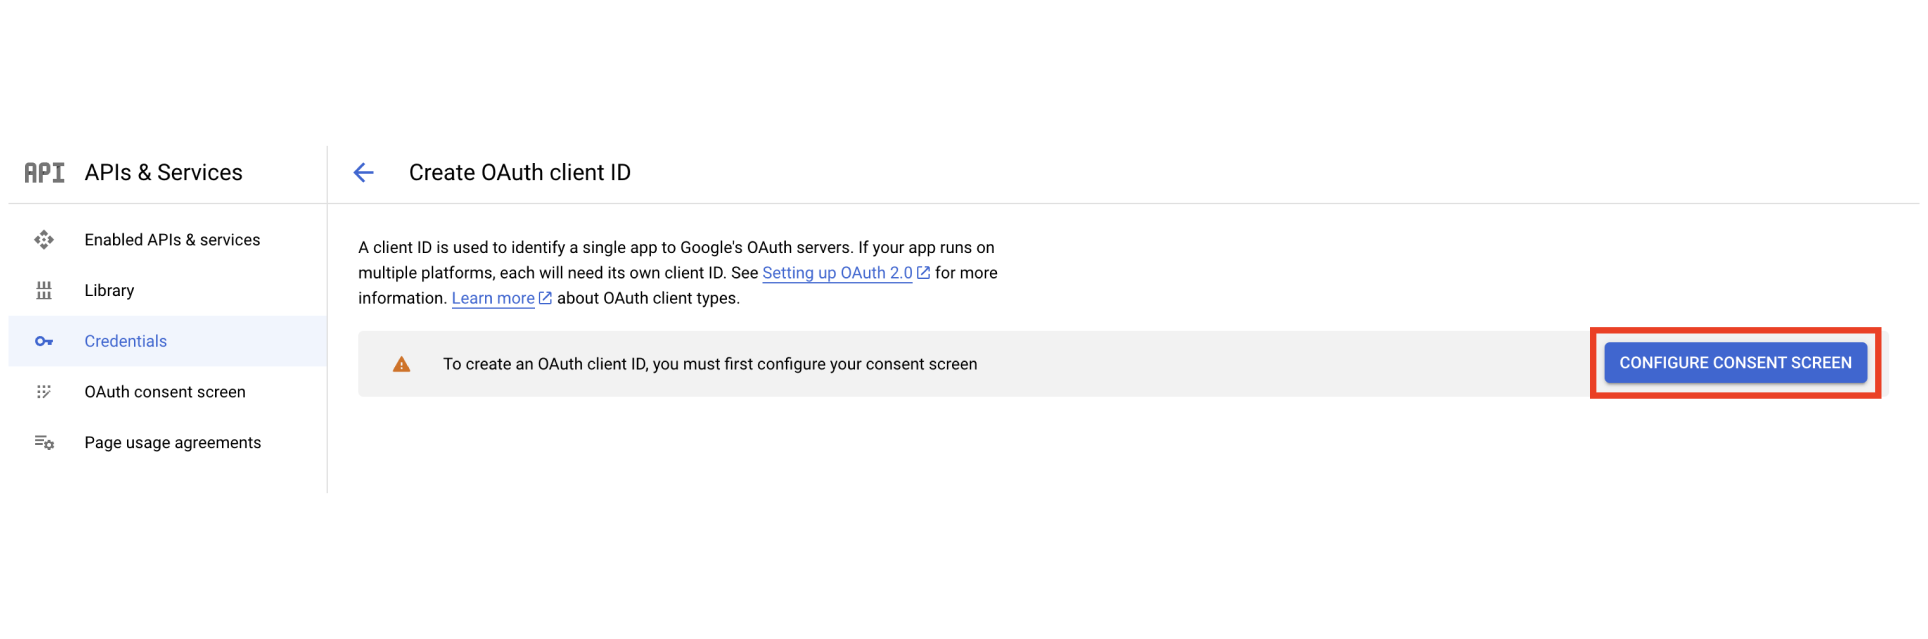 API APIs & Services
Create OAuth client ID
Enabled APIs & services
Library
Credentials
OAuth consent screen
Page usage agreements
A client ID is used to identify a single app to Google's OAuth servers. If your app runs on
multiple platforms, each will need its own client ID. See Setting up OAuth 2.0 for more
information. Learn more about OAuth client types.
To create an OAuth client ID, you must first configure your consent screen
CONFIGURE CONSENT SCREEN